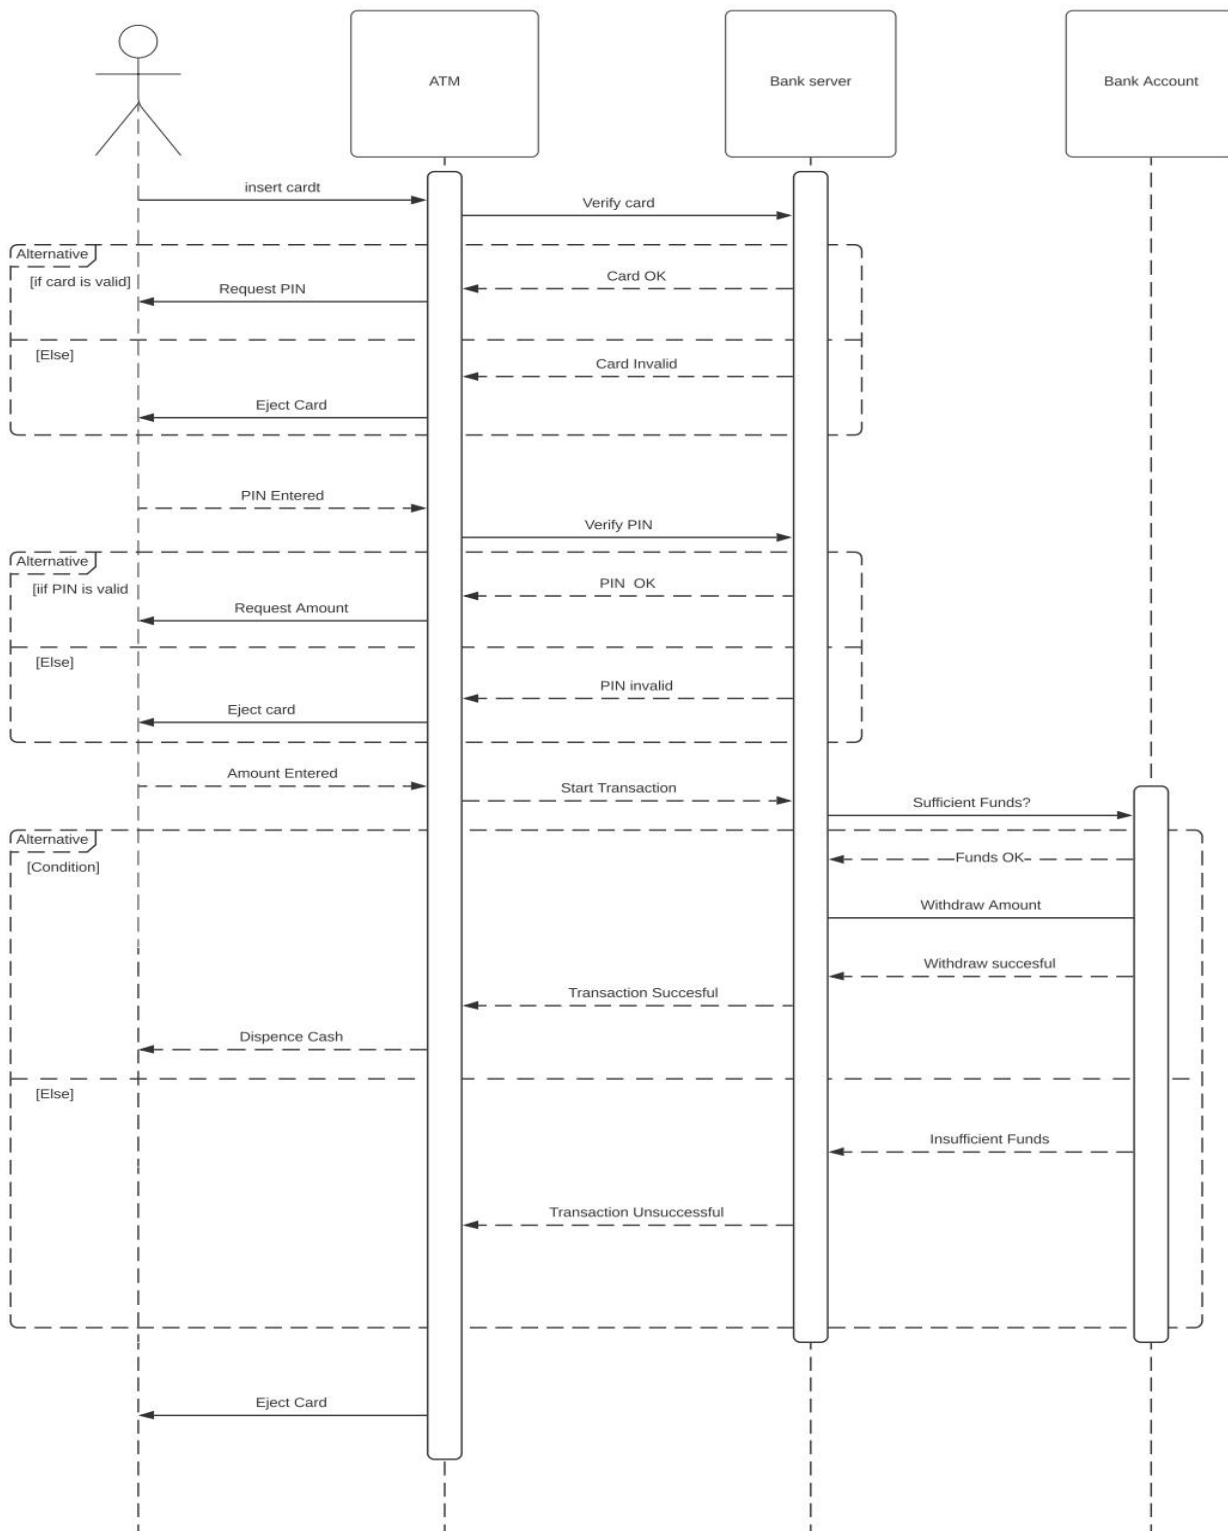 ATM
Bank server
Bank Account
insert cardt
Verify card
Alternative
[if card is valid]
Card OK
Request PIN
[Else]
Card Invalid
Eject Card
PIN Entered
Verify PIN
Alternative
[iif PIN is valid
PIN  OK
Request Amount
[Else]
PIN invalid
Eject card
Amount Entered
Start Transaction
Sufficient Funds?
Alternative
[Condition]
Funds OK
Withdraw Amount
Withdraw succesful
Transaction Succesful
Dispence Cash
[Else]
Insufficient Funds
Transaction Unsuccessful
Eject Card